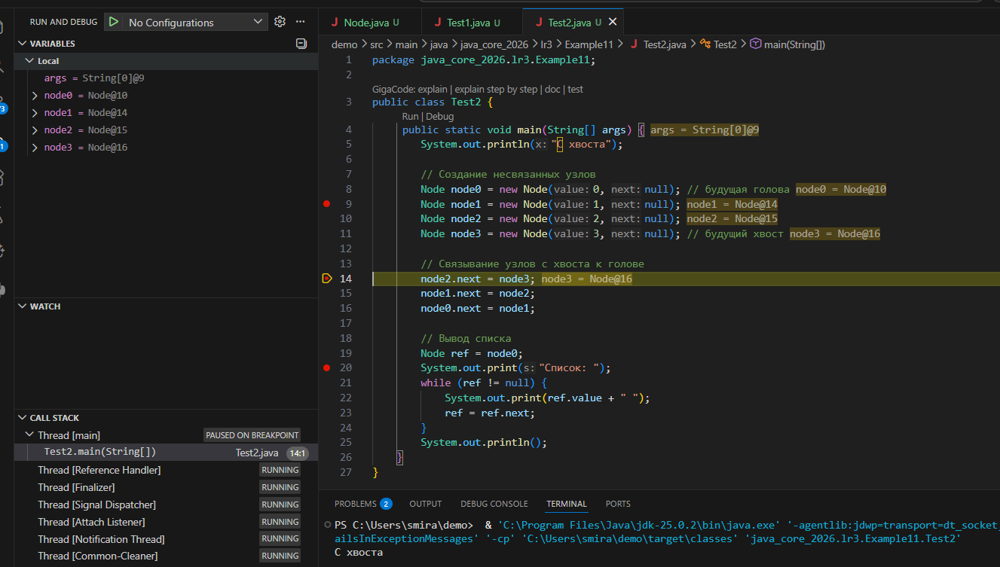 RUN AND DEBUG No Configurations
VARIABLES
Local
args = String[0]@9
node0 = Node@10
node1 = Node@14
node2 = Node@15
node3 = Node@16
WATCH
CALL STACK
Thread [main] PAUSED ON BREAKPOINT
Test2.main(String[]) Test2.java 14:1
Thread [Reference Handler] RUNNING
Thread [Finalizer] RUNNING
Thread [Signal Dispatcher] RUNNING
Thread [Attach Listener] RUNNING
Thread [Notification Thread] RUNNING
Thread [Common-Cleaner] RUNNING
J Node.java U J Test1.java U J Test2.java U
demo > src > main > java > java_core_2026 > lr3 > Example11 > J Test2.java > Test2 > main(String[])
1 package java_core_2026.lr3.Example11;
2
GigaCode: explain | explain step by step | doc | test
3 public class Test2 {
Run | Debug
4 public static void main(String[] args) { args = String[0]@9
5 System.out.println(x: "С хвоста");
6
7 // Создание несвязанных узлов
8 Node node0 = new Node(value: 0, next: null); // будущая голова node0 = Node@10
9 Node node1 = new Node(value: 1, next: null); node1 = Node@14
10 Node node2 = new Node(value: 2, next: null); node2 = Node@15
11 Node node3 = new Node(value: 3, next: null); // будущий хвост node3 = Node@16
12
13 // Связывание узлов с хвоста к голове
14 node2.next = node3; node3 = Node@16
15 node1.next = node2;
16 node0.next = node1;
17
18 // Вывод списка
19 Node ref = node0;
20 System.out.print(s: "Список: ");
21 while (ref != null) {
22 System.out.print(ref.value + " ");
23 ref = ref.next;
24 }
25 System.out.println();
26 }
27 }
PROBLEMS 2 OUTPUT DEBUG CONSOLE TERMINAL PORTS
PS C:\Users\smira\demo> & 'C:\Program Files\Java\jdk-25.0.2\bin\java.exe' '-agentlib:jdwp=transport=dt_socket,
ailsInExceptionMessages' '-cp' 'C:\Users\smira\demo\target\classes' 'java_core_2026.lr3.Example11.Test2'
С хвоста